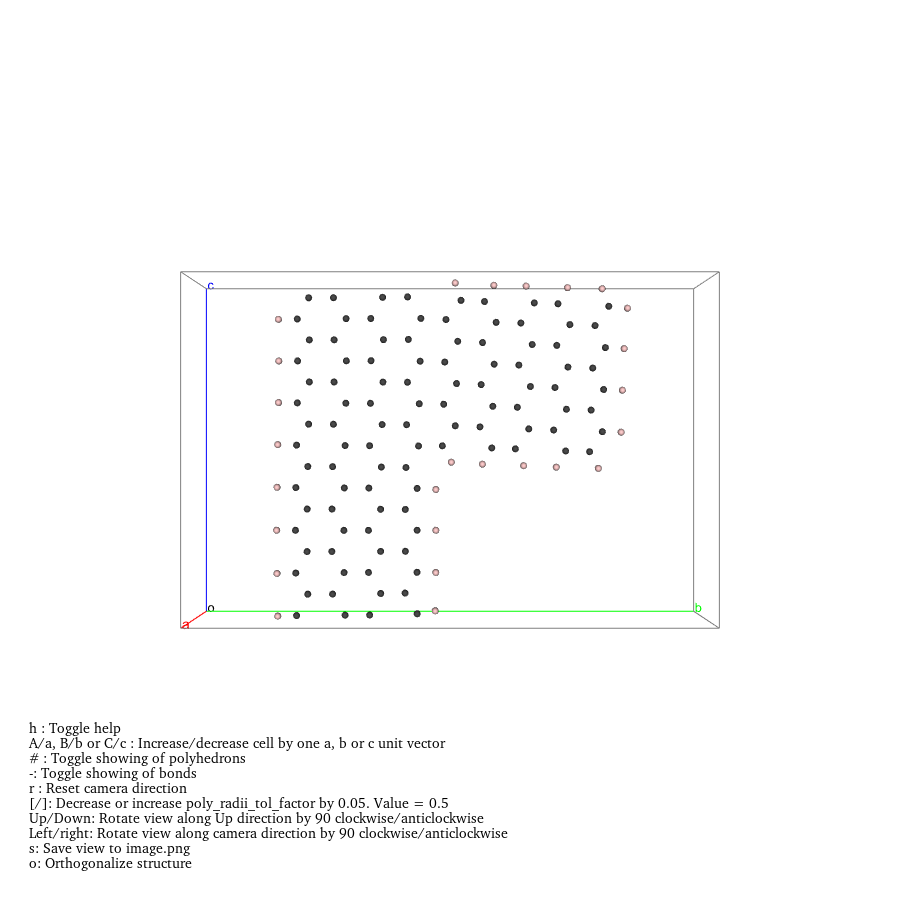 c
o
b
a
h : Toggle help
A/a, B/b or C/c : Increase/decrease cell by one a, b or c unit vector
# : Toggle showing of polyhedrons
-: Toggle showing of bonds
r : Reset camera direction
[/]: Decrease or increase poly_radii_tol_factor by 0.05. Value = 0.5
Up/Down: Rotate view along Up direction by 90 clockwise/anticlockwise
Left/right: Rotate view along camera direction by 90 clockwise/anticlockwise
s: Save view to image.png
o: Orthogonalize structure